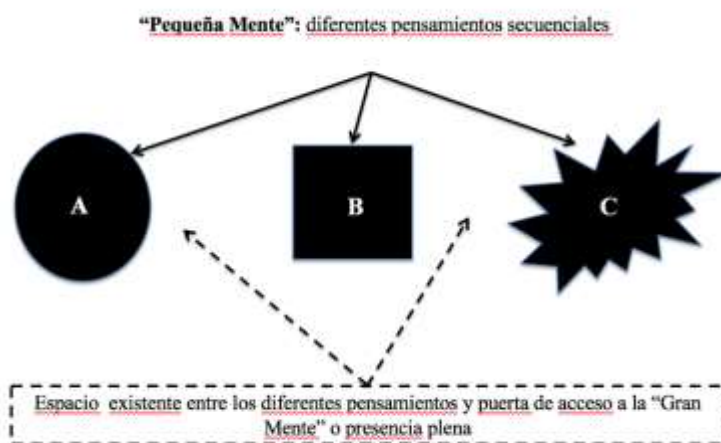 “Pequeña Mente”: diferentes pensamientos secuenciales
A
B
C
Espacio existente entre los diferentes pensamientos y puerta de acceso a la “Gran
Mente” o presencia plena